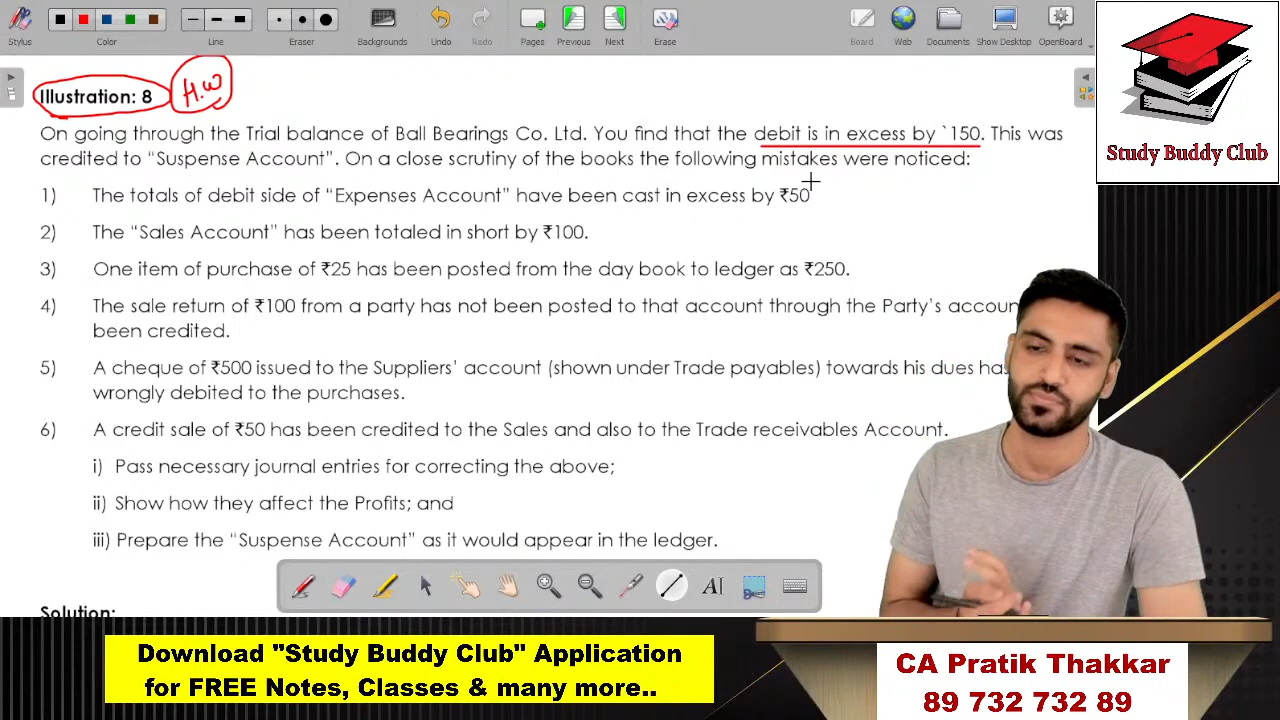 Stylus Color Line Eraser Backgrounds Undo Redo Pages Previous Next Erase Board Web Documents Show Desktop OpenBoard
Illustration: 8 H.W
On going through the Trial balance of Ball Bearings Co. Ltd. You find that the debit is in excess by `150. This was
credited to “Suspense Account”. On a close scrutiny of the books the following mistakes were noticed:
1) The totals of debit side of “Expenses Account” have been cast in excess by ₹50
2) The “Sales Account” has been totaled in short by ₹100.
3) One item of purchase of ₹25 has been posted from the day book to ledger as ₹250.
4) The sale return of ₹100 from a party has not been posted to that account through the Party’s accoun
been credited.
5) A cheque of ₹500 issued to the Suppliers’ account (shown under Trade payables) towards his dues has
wrongly debited to the purchases.
6) A credit sale of ₹50 has been credited to the Sales and also to the Trade receivables Account.
i) Pass necessary journal entries for correcting the above;
ii) Show how they affect the Profits; and
iii) Prepare the “Suspense Account” as it would appear in the ledger.
Solution:
Study Buddy Club
Download "Study Buddy Club" Application
for FREE Notes, Classes & many more..
CA Pratik Thakkar
89 732 732 89